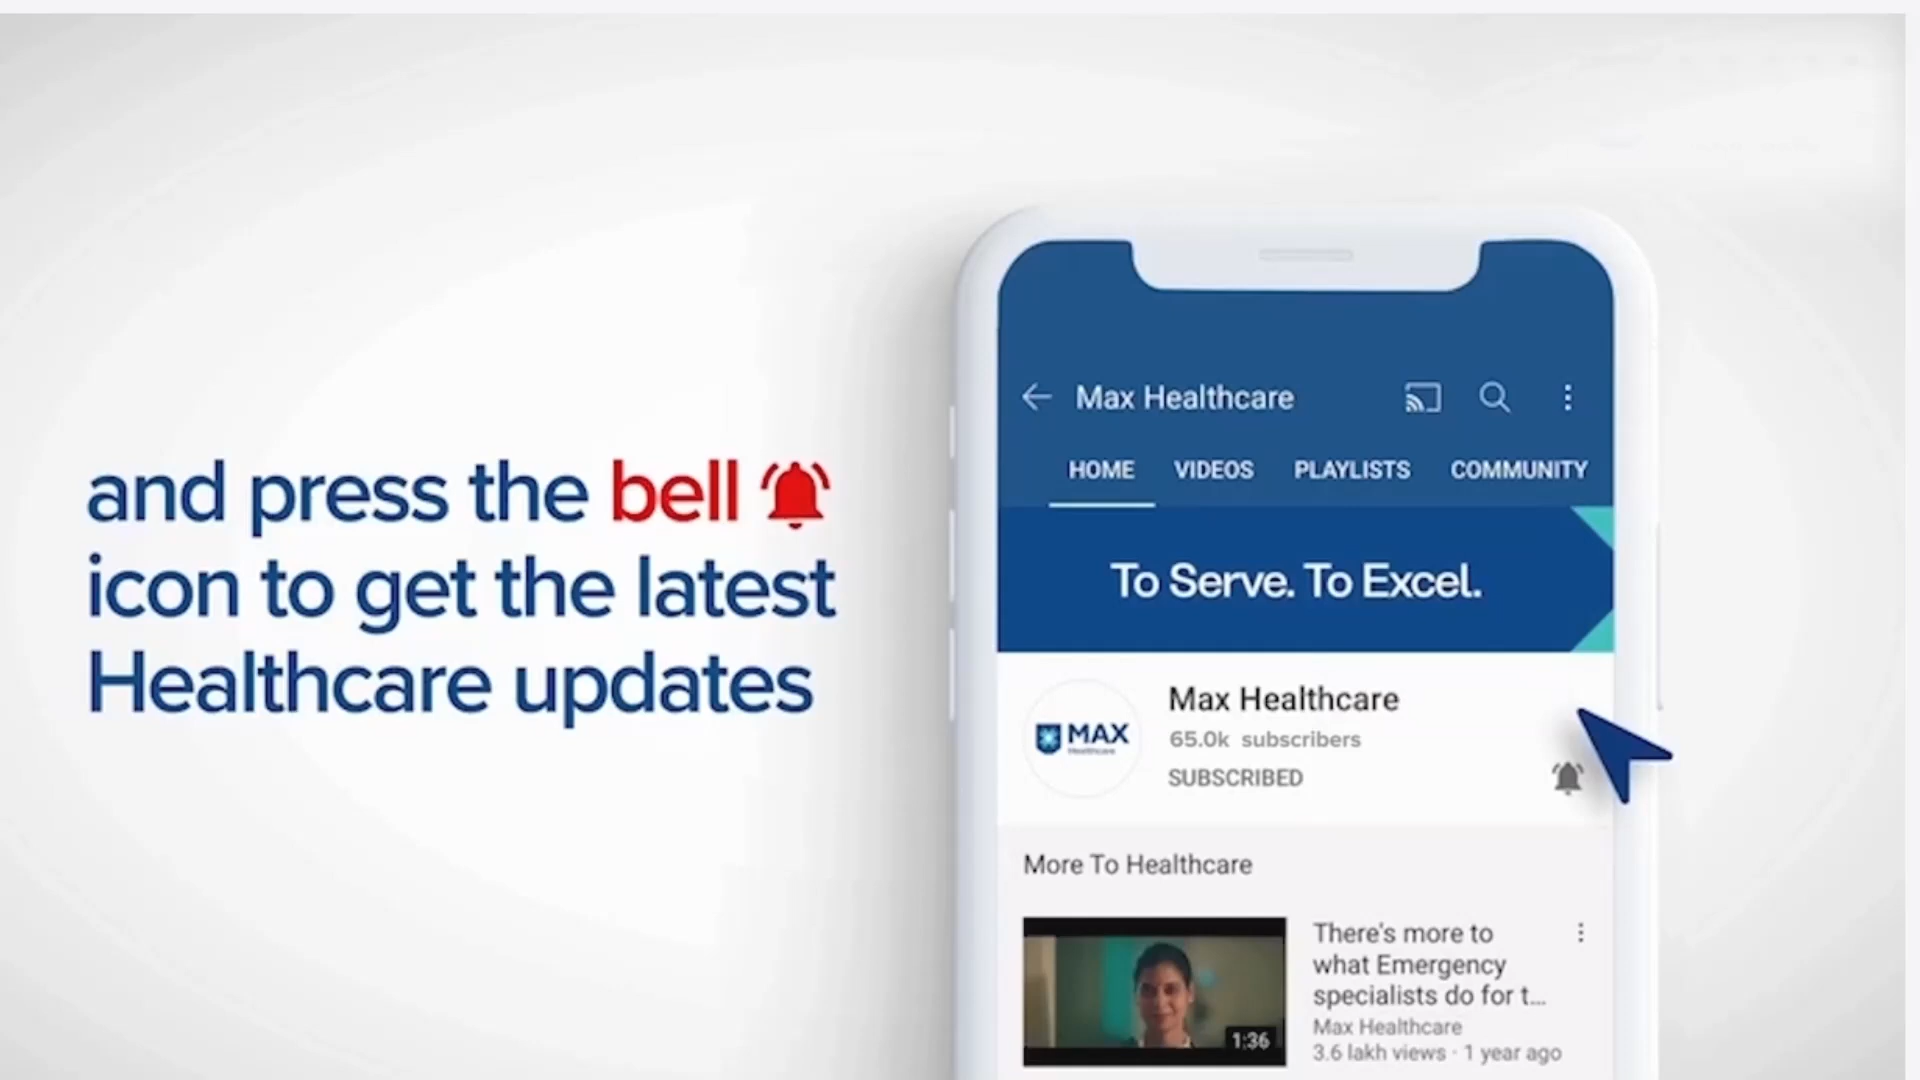 and press the bell
icon to get the latest
Healthcare updates
Max Healthcare
HOME VIDEOS PLAYLISTS COMMUNITY
To Serve. To Excel.
MAX
Healthcare
Max Healthcare
65.0k subscribers
SUBSCRIBED
More To Healthcare
There's more to
what Emergency
specialists do for t...
Max Healthcare
3.6 lakh views · 1 year ago
1:36